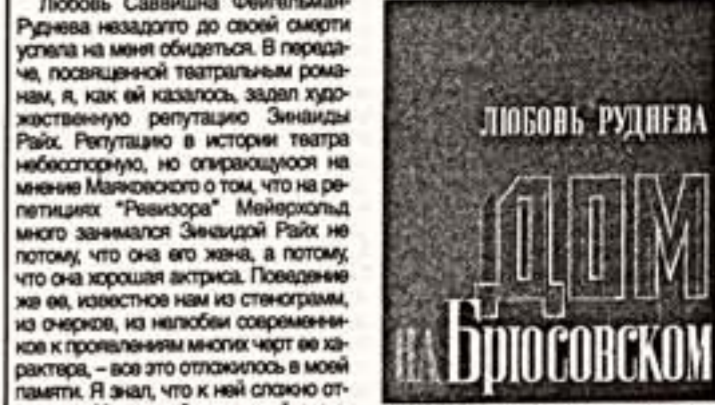 Любовь Саввишна Фейгельман-
Руднева незадолго до своей смерти
успела на меня обидеться. В переда-
че, посвященной театральным рома-
нам, я, как ей казалось, задел худо-
жественную репутацию Зинаиды
Райх. Репутацию в истории театра
небесспорную, но опирающуюся на
мнение Маяковского о том, что на ре-
петициях "Ревизора" Мейерхольд
много занимался Зинаидой Райх не
потому, что она его жена, а потому,
что она хорошая актриса. Поведение
же ее, известное нам из стенограмм,
из очерков, из нелюбви современни-
ков к проявлениям многих черт ее ха-
рактера, – все это отложилось в моей
памяти. Я знал, что к ней сложно от-
ЛЮБОВЬ РУДНЕВА
ДОМ
НА БРЮСОВСКОМ